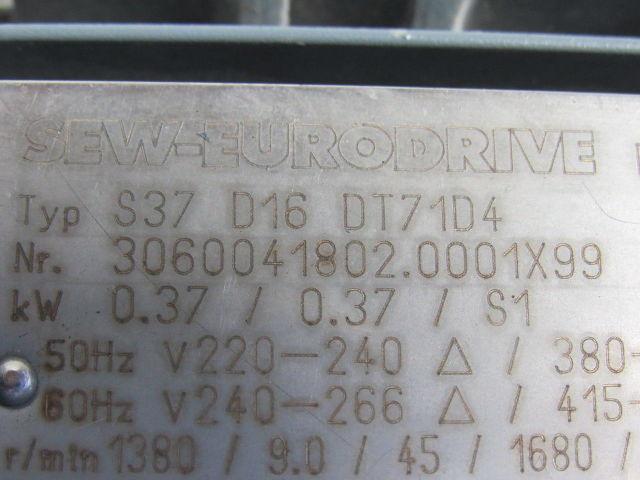 SEW-EURODRIVE
Typ S37 D16 DT71D4
Nr. 3060041802.0001X99
kW 0.37 / 0.37 / S1
50Hz V220-240 △ / 380-
60Hz V240-266 △ / 415-
r/min 1380 / 9.0 / 45 / 1680 /